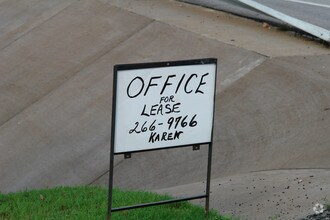 OFFICE
FOR
LEASE
266-9766
KAREN